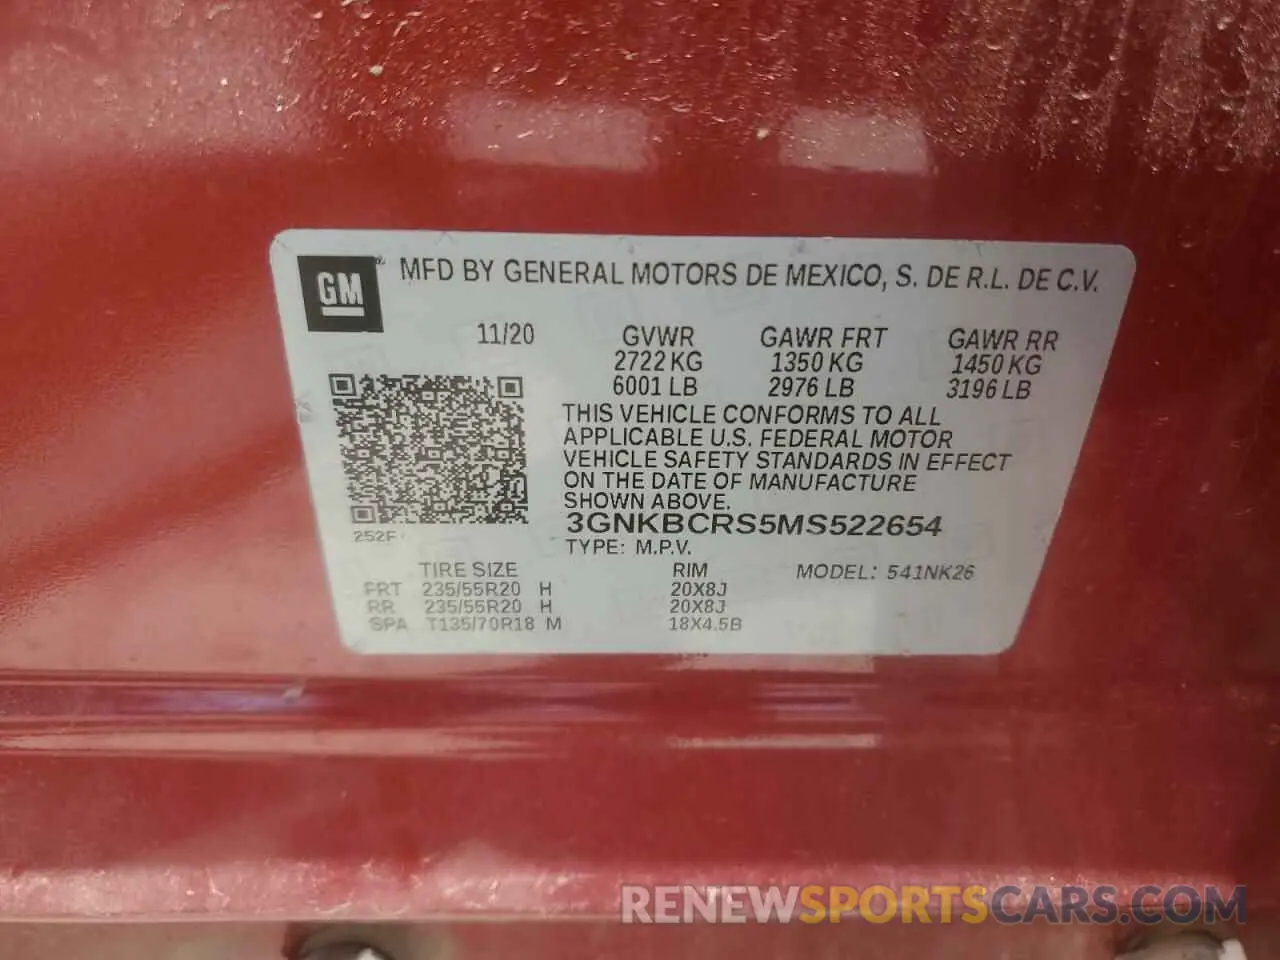 GM
MFD BY GENERAL MOTORS DE MEXICO, S. DE R.L. DE C.V.
11/20 GVWR GAWR FRT GAWR RR
2722 KG 1350 KG 1450 KG
6001 LB 2976 LB 3196 LB
THIS VEHICLE CONFORMS TO ALL
APPLICABLE U.S. FEDERAL MOTOR
VEHICLE SAFETY STANDARDS IN EFFECT
ON THE DATE OF MANUFACTURE
SHOWN ABOVE.
3GNKBCRS5MS522654
252F
TYPE: M.P.V.
TIRE SIZE RIM MODEL: 541NK26
FRT 235/55R20 H 20X8J
RR 235/55R20 H 20X8J
SPA T135/70R18 M 18X4.5B
RENEWSPORTSCARS.COM